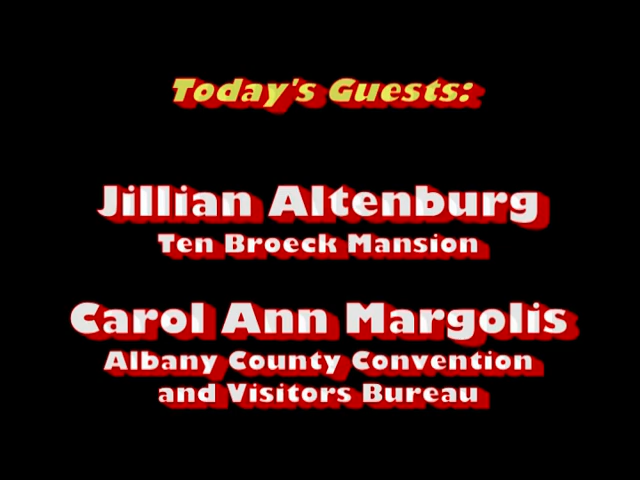 Today's Guests:
Jillian Altenburg
Ten Broeck Mansion
Carol Ann Margolis
Albany County Convention
and Visitors Bureau